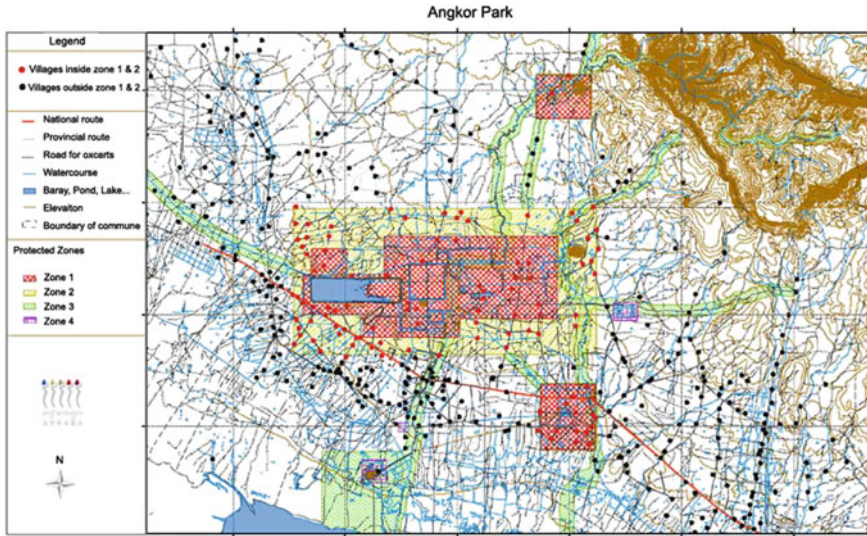 Angkor Park
Legend
Villages inside zone 1 & 2
Villages outside zone 1 & 2
National route
Provincial route
Road for oxcarts
Watercourse
Baray, Pond, Lake...
Elevaiton
Boundary of commune
Protected Zones
Zone 1
Zone 2
Zone 3
Zone 4
A P S A R A
N